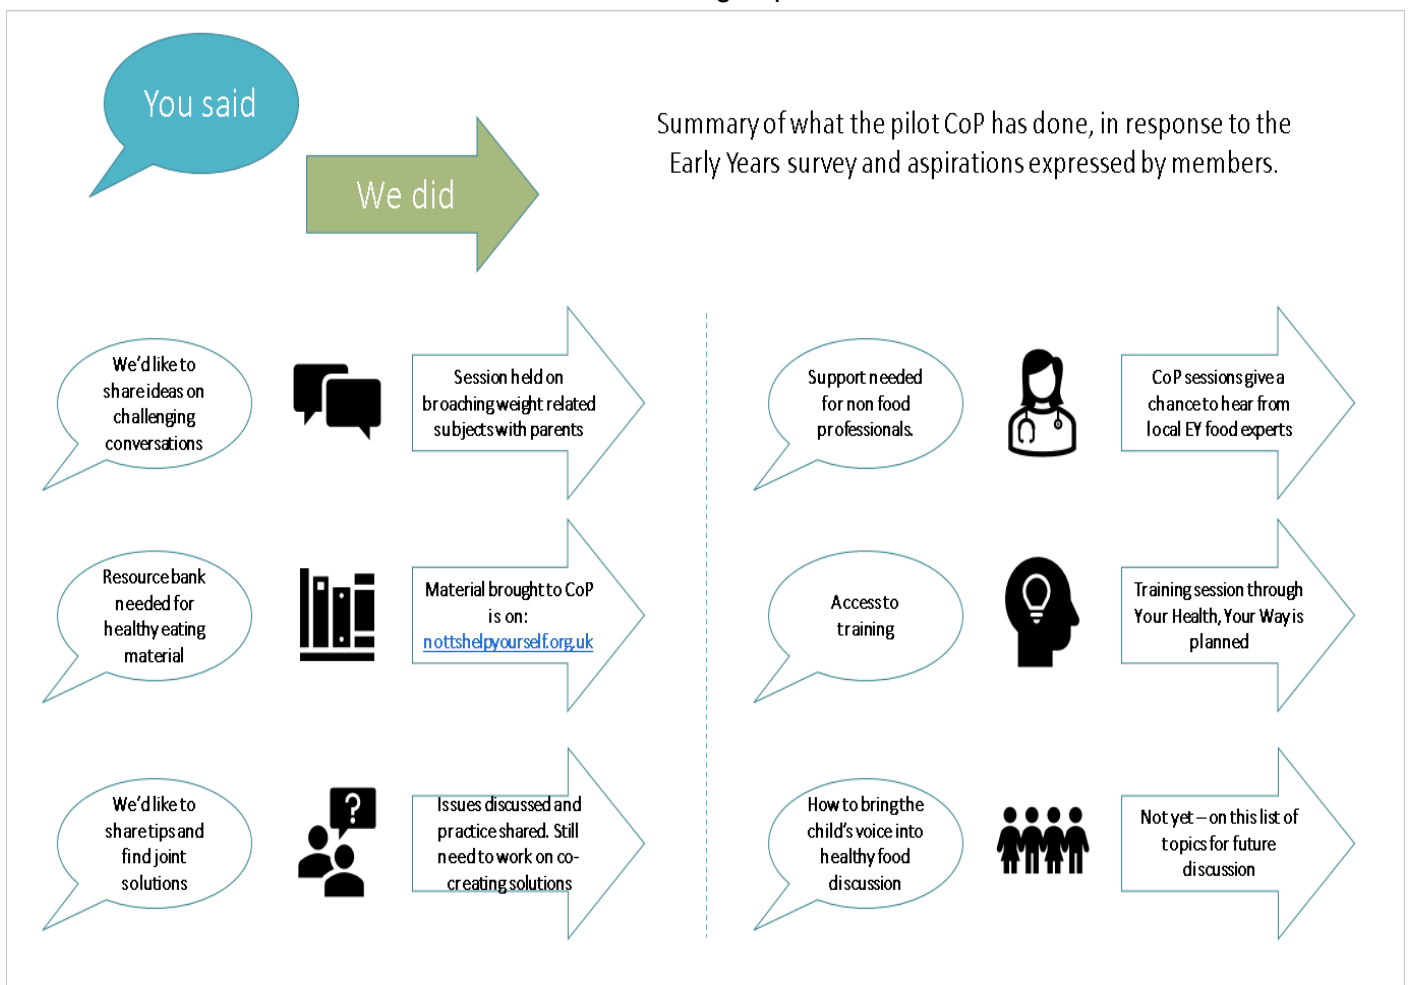 You said
We did
Summary of what the pilot CoP has done, in response to the
Early Years survey and aspirations expressed by members.
We'd like to
share ideas on
challenging
conversations
Session held on
broaching weight related
subjects with parents
Resource bank
needed for
healthy eating
material
Material brought to CoP
is on:
nottshelpyourself.org.uk
We'd like to
share tips and
find joint
solutions
?
Issues discussed and
practice shared. Still
need to work on co-
creating solutions
Support needed
for non food
professionals.
CoP sessions give a
chance to hear from
local EY food experts
Access to
training
Training session through
Your Health, Your Way is
planned
How to bring the
child's voice into
healthy food
discussion
Not yet – on this list of
topics for future
discussion